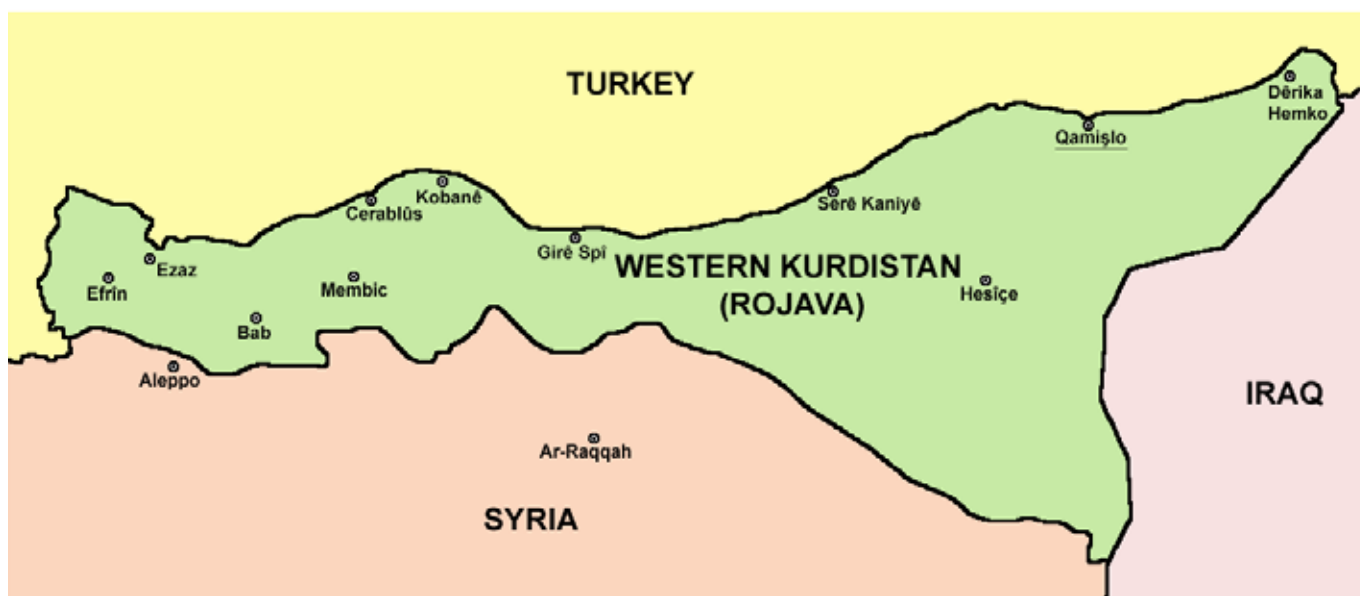 TURKEY
Dêrika
Hemko
Qamişlo
Kobanê
Cerablûs
Serê Kaniyê
Girê Spî
Ezaz
Efrîn
Membic
WESTERN KURDISTAN
(ROJAVA)
Hesîçe
Bab
Aleppo
IRAQ
Ar-Raqqah
SYRIA